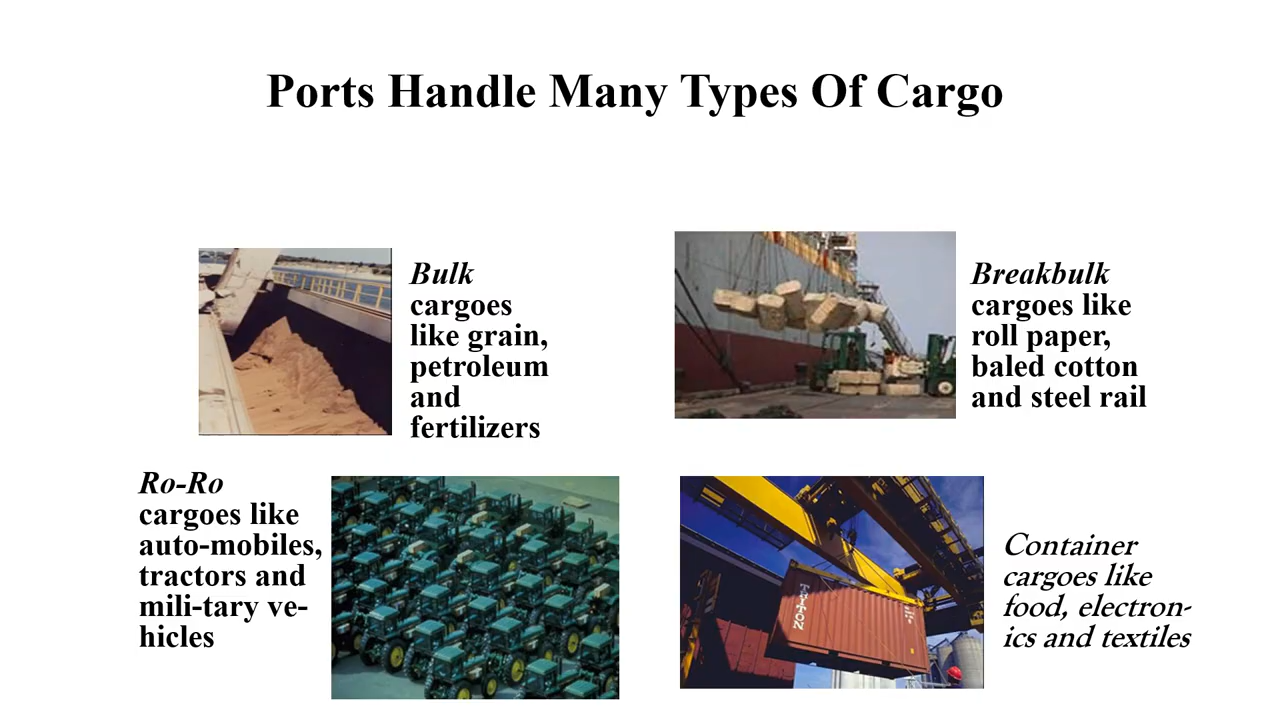 Ports Handle Many Types Of Cargo
Bulk
cargoes
like grain,
petroleum
and
fertilizers
Breakbulk
cargoes like
roll paper,
baled cotton
and steel rail
Ro-Ro
cargoes like
auto-mobiles,
tractors and
mili-tary ve-
hicles
TRITON
Container
cargoes like
food, electron-
ics and textiles